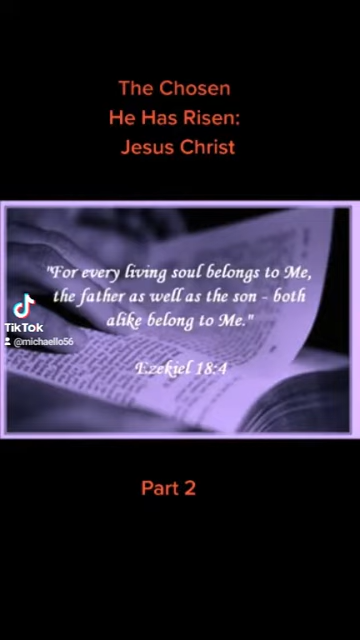 The Chosen
He Has Risen:
Jesus Christ
"For every living soul belongs to Me,
the father as well as the son - both
alike belong to Me."
Ezekiel 18:4
TikTok
@michaello56
Part 2